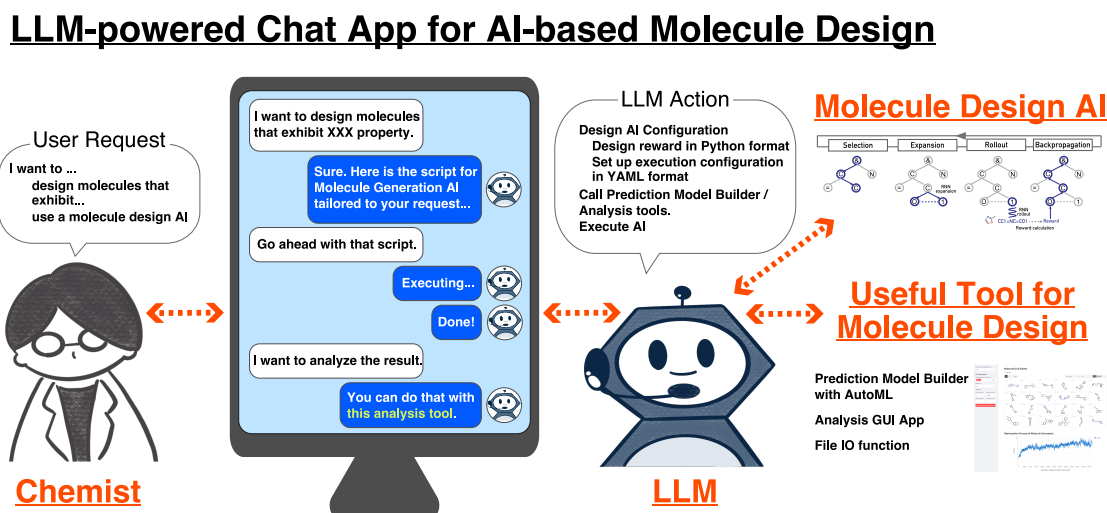 LLM-powered Chat App for AI-based Molecule Design
User Request
I want to ...
design molecules that
exhibit...
use a molecule design AI
Chemist
I want to design molecules
that exhibit XXX property.
Sure. Here is the script for
Molecule Generation AI
tailored to your request...
Go ahead with that script.
Executing...
Done!
I want to analyze the result.
You can do that with
this analysis tool.
LLM Action
Design AI Configuration
Design reward in Python format
Set up execution configuration
in YAML format
Call Prediction Model Builder /
Analysis tools.
Execute AI
LLM
Molecule Design AI
Selection Expansion Rollout Backpropagation
& & & &
C N C N C N C N
= C = C = C = C
O 1 O 1 O 1
RNN
expansion
RNN
rollout
CC1=NC=CO1 Reward
Reward calculation
Useful Tool for
Molecule Design
Prediction Model Builder
with AutoML
Analysis GUI App
File IO function